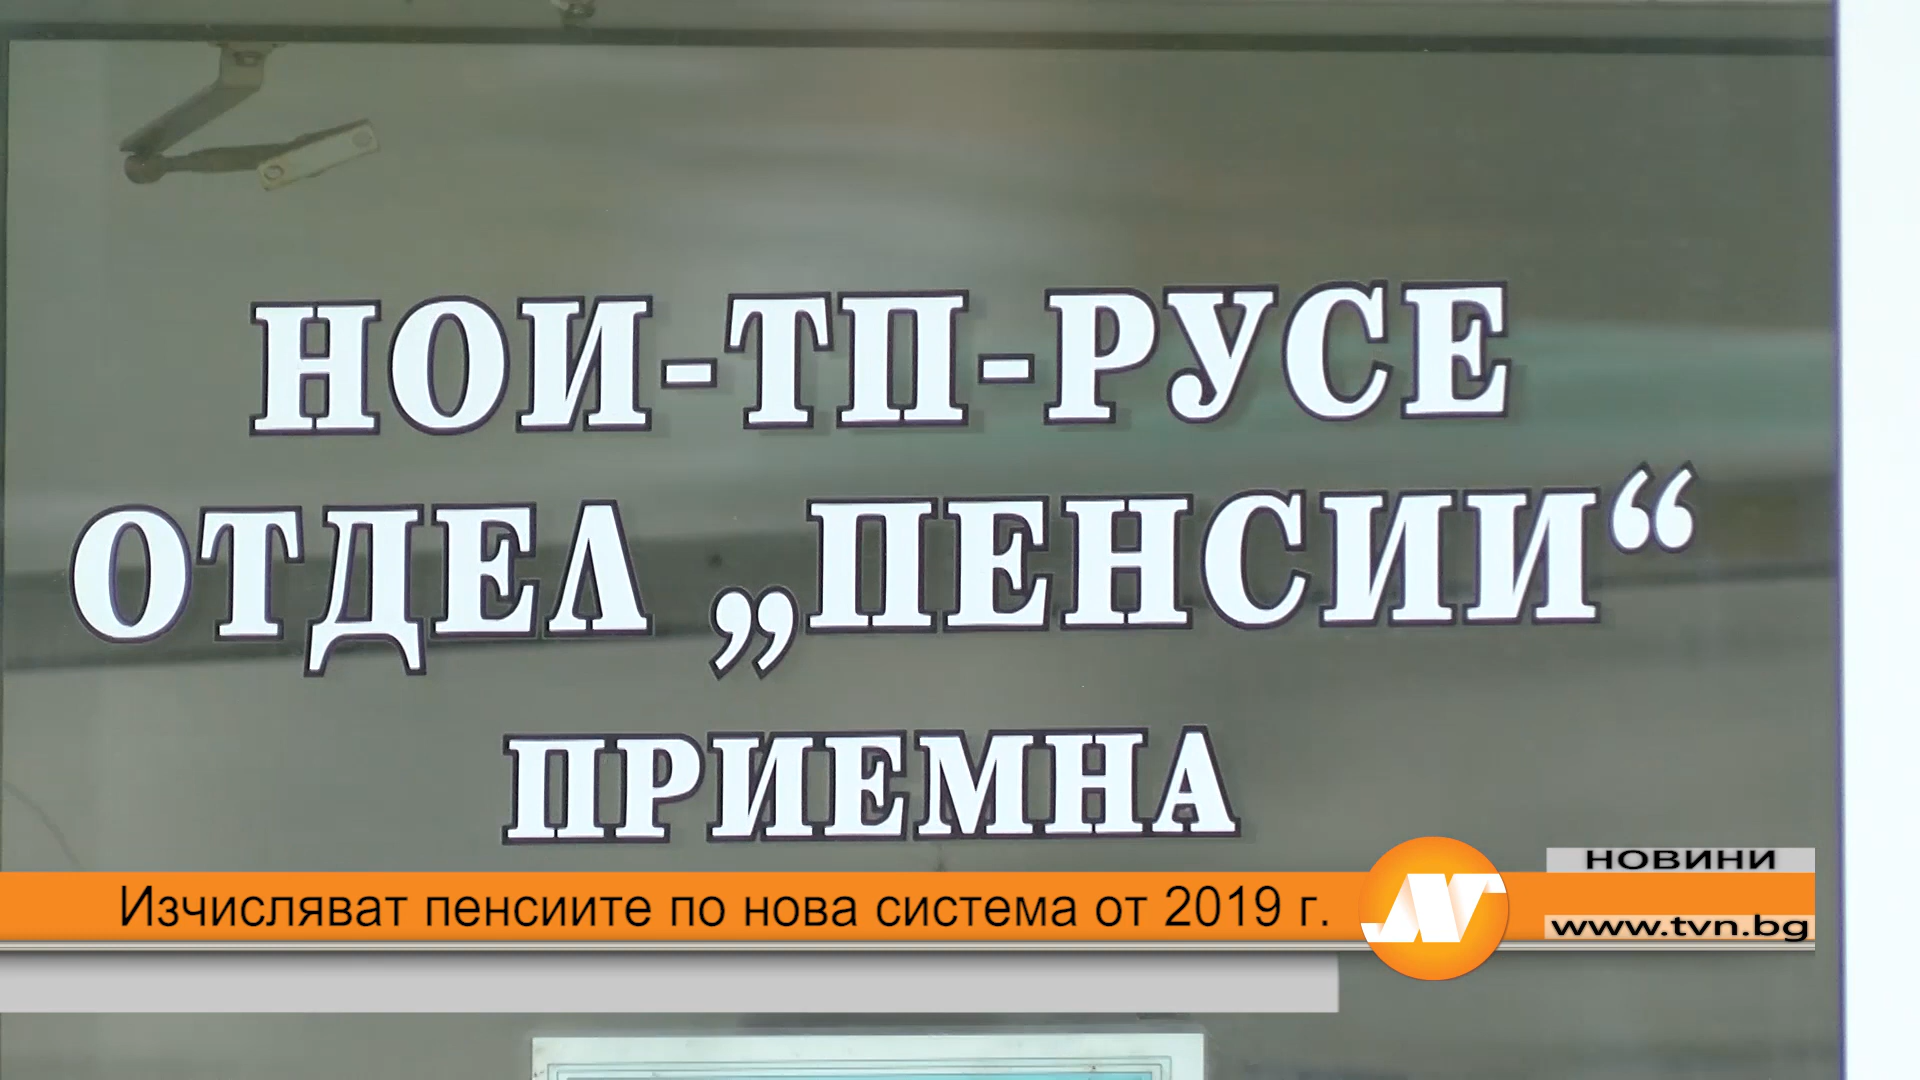 НОИ-ТП-РУСЕ
ОТДЕЛ „ПЕНСИИ“
ПРИЕМНА
Изчисляват пенсиите по нова система от 2019 г.
НОВИНИ
www.tvn.bg